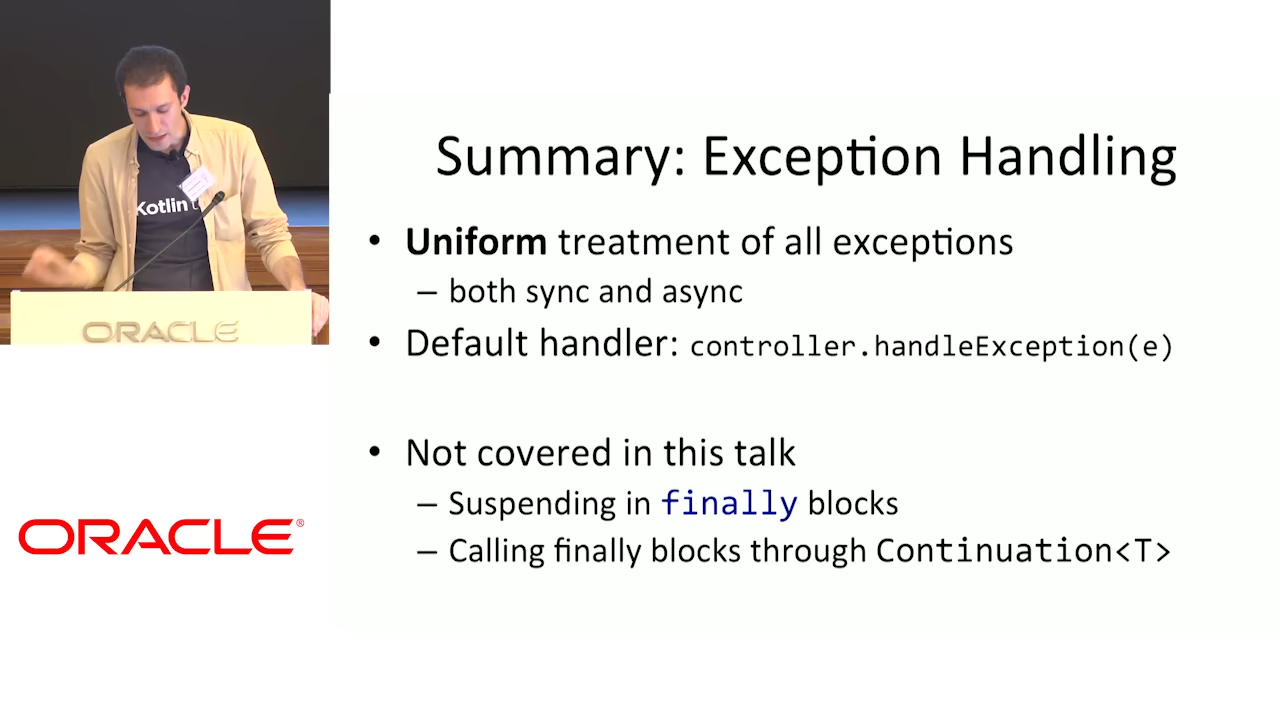 Kotlin
ORACLE
ORACLE®
Summary: Exception Handling
• Uniform treatment of all exceptions
– both sync and async
• Default handler: controller.handleException(e)
• Not covered in this talk
– Suspending in finally blocks
– Calling finally blocks through Continuation<T>